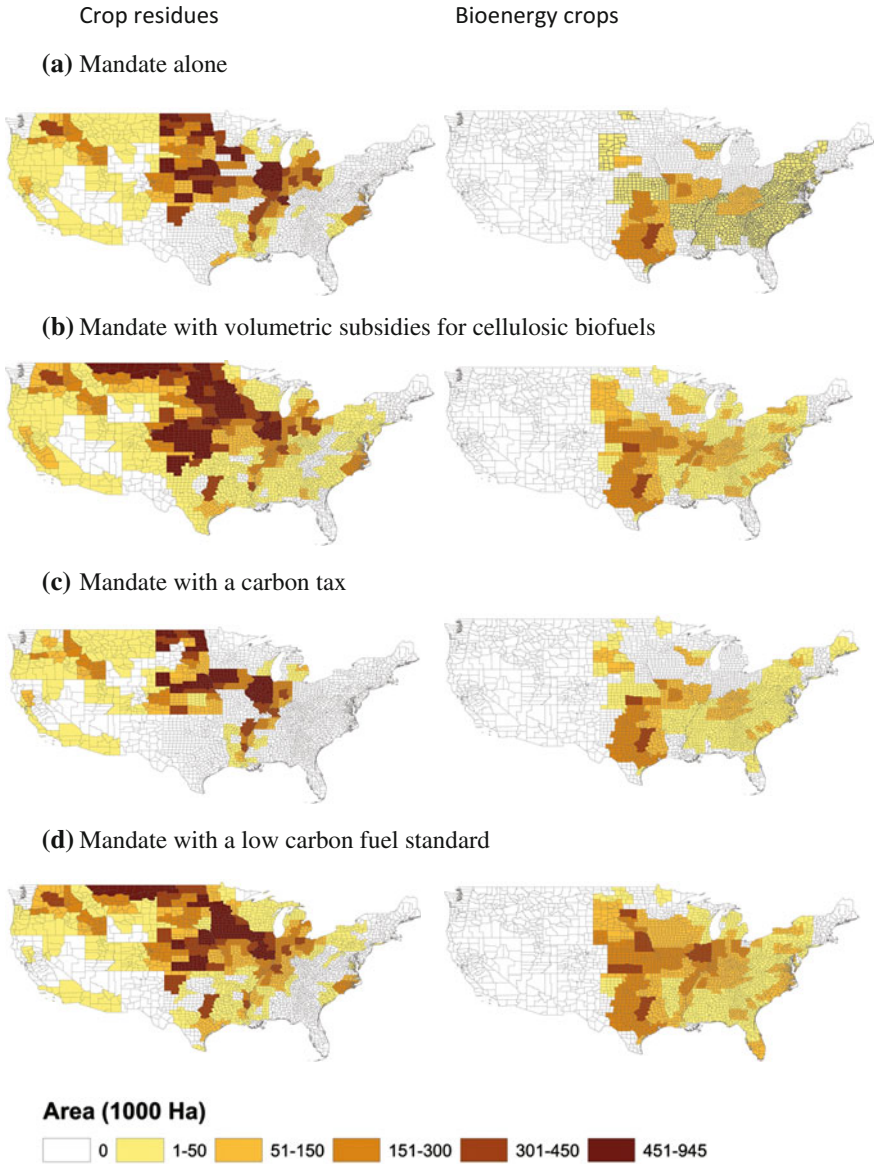 Crop residues Bioenergy crops
(a) Mandate alone
(b) Mandate with volumetric subsidies for cellulosic biofuels
(c) Mandate with a carbon tax
(d) Mandate with a low carbon fuel standard
Area (1000 Ha)
0 1-50 51-150 151-300 301-450 451-945